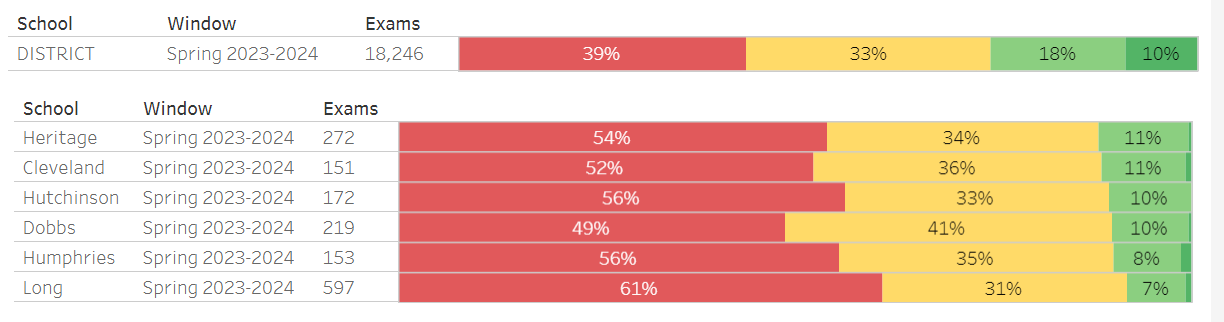 School Window Exams
DISTRICT Spring 2023-2024 18,246 39% 33% 18% 10%
School Window Exams
Heritage Spring 2023-2024 272 54% 34% 11%
Cleveland Spring 2023-2024 151 52% 36% 11%
Hutchinson Spring 2023-2024 172 56% 33% 10%
Dobbs Spring 2023-2024 219 49% 41% 10%
Humphries Spring 2023-2024 153 56% 35% 8%
Long Spring 2023-2024 597 61% 31% 7%